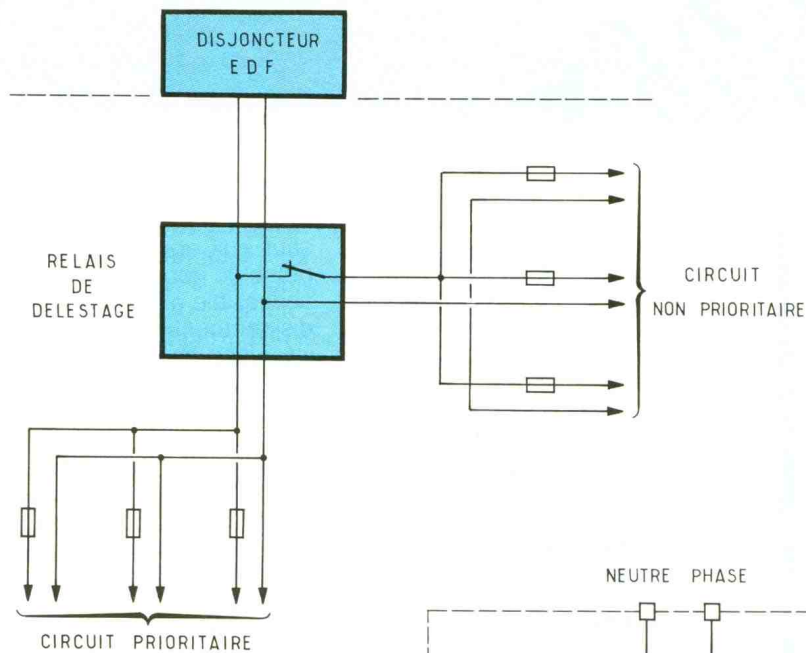 DISJONCTEUR
EDF
RELAIS
DE
DELESTAGE
CIRCUIT
NON PRIORITAIRE
CIRCUIT PRIORITAIRE
NEUTRE PHASE